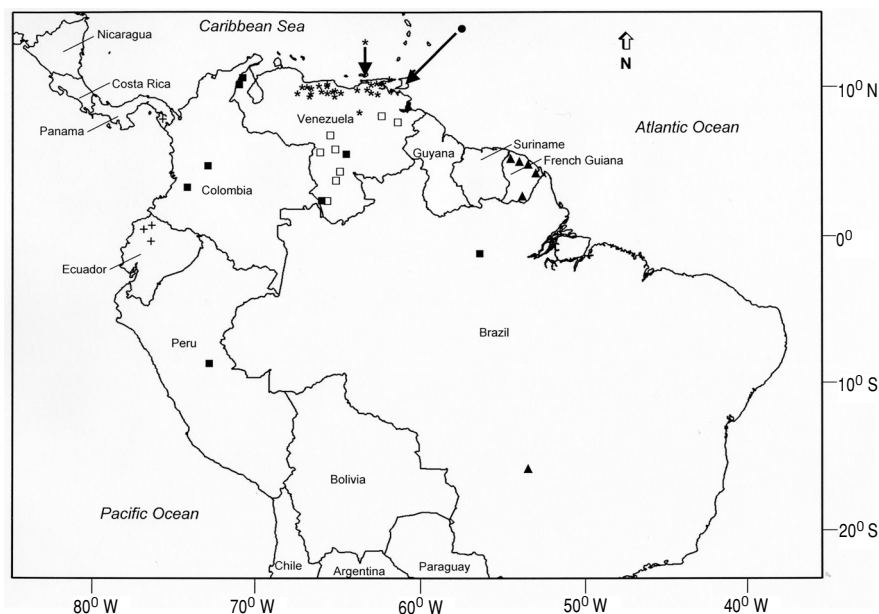 Caribbean Sea
Nicaragua
N
Costa Rica
10⁰ N
Panama
Venezuela
Atlantic Ocean
Suriname
Guyana
French Guiana
Colombia
0⁰
Ecuador
Brazil
Peru
10⁰ S
Bolivia
Pacific Ocean
20⁰ S
Chile
Argentina
Paraguay
80⁰ W
70⁰ W
60⁰ W
50⁰ W
40⁰ W